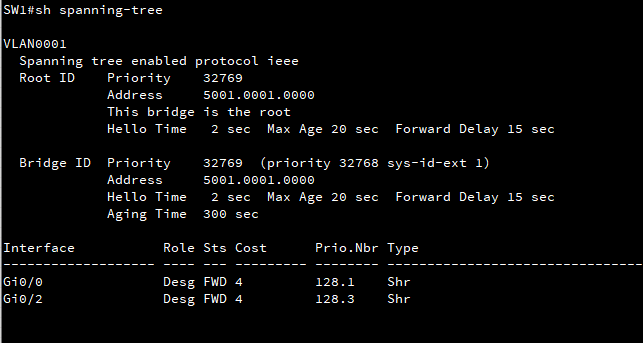 SW1#sh spanning-tree
VLAN0001
Spanning tree enabled protocol ieee
Root ID    Priority    32769
Address     5001.0001.0000
This bridge is the root
Hello Time   2 sec  Max Age 20 sec  Forward Delay 15 sec
Bridge ID  Priority    32769  (priority 32768 sys-id-ext 1)
Address     5001.0001.0000
Hello Time   2 sec  Max Age 20 sec  Forward Delay 15 sec
Aging Time  300 sec
Interface           Role Sts Cost      Prio.Nbr Type
------------------- ---- --- --------- -------- --------------------------------
Gi0/0               Desg FWD 4         128.1    Shr
Gi0/2               Desg FWD 4         128.3    Shr